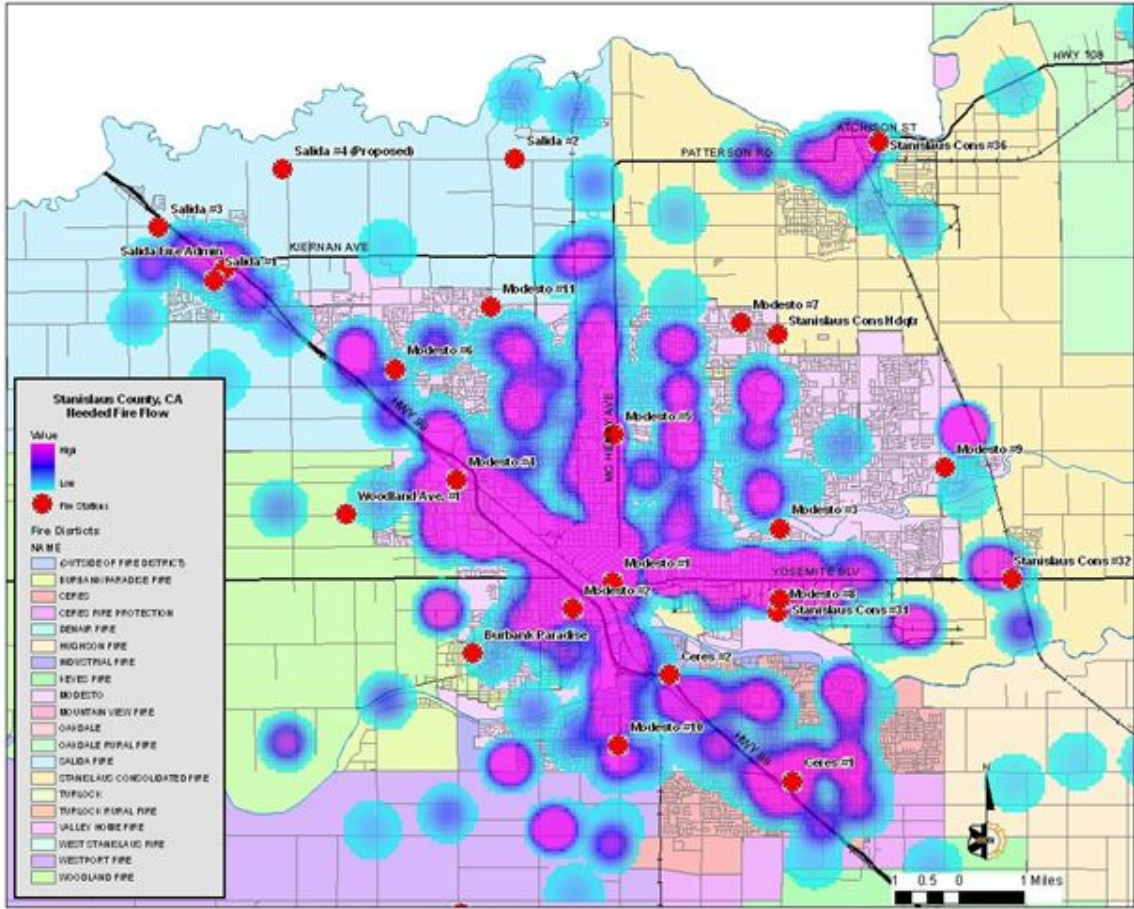 HWY 108
ATCHISON ST
Stanislaus Cons #36
PATTERSON RD
Salida #2
Salida #4 (Proposed)
Salida #3
KIERNAN AVE
Salida Fire Admin
Salida #1
Modesto #11
Modesto #7
Stanislaus Cons Hdqtr
Modesto #6
HWY 99
MC HENRY AVE
Modesto #5
Modesto #9
Modesto #4
Woodland Ave. #1
Modesto #3
Modesto #1
YOSEMITE BLV
Stanislaus Cons #32
Modesto #2
Modesto #8
Stanislaus Cons #31
Burbank Paradise
Ceres #2
Modesto #10
HWY 99
Ceres #1
N
1 0.5 0 1 Miles
Stanislaus County, CA
Needed Fire Flow
Value
High
Low
Fire Stations
Fire Districts
NAME
(OUTSIDE OF FIRE DISTRICT)
BURBANK PARADISE FIRE
CERES
CERES FIRE PROTECTION
DENAIR FIRE
HUGHSON FIRE
INDUSTRIAL FIRE
KEYES FIRE
MODESTO
MOUNTAIN VIEW FIRE
OAKDALE
OAKDALE RURAL FIRE
SALIDA FIRE
STANISLAUS CONSOLIDATED FIRE
TURLOCK
TURLOCK RURAL FIRE
VALLEY HOME FIRE
WEST STANISLAUS FIRE
WESTPORT FIRE
WOODLAND FIRE